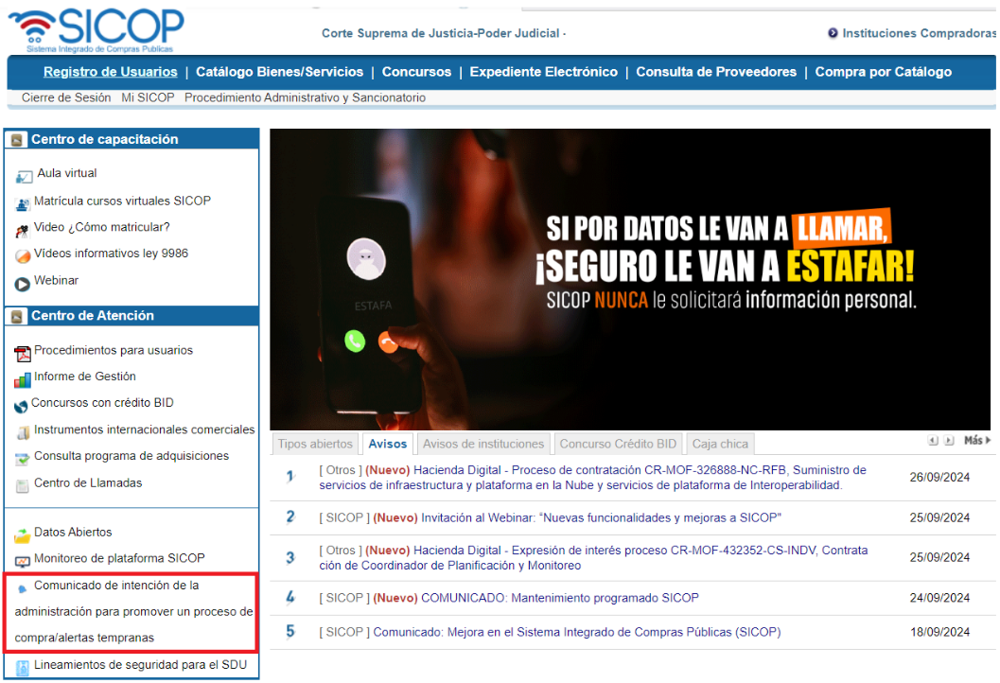 SICOP
Sistema Integrado de Compras Públicas
Corte Suprema de Justicia-Poder Judicial -
Instituciones Compradoras
Registro de Usuarios | Catálogo Bienes/Servicios | Concursos | Expediente Electrónico | Consulta de Proveedores | Compra por Catálogo
Cierre de Sesión Mi SICOP Procedimiento Administrativo y Sancionatorio
Centro de capacitación
Aula virtual
Matrícula cursos virtuales SICOP
Video ¿Cómo matricular?
Vídeos informativos ley 9986
Webinar
Centro de Atención
Procedimientos para usuarios
Informe de Gestión
Concursos con crédito BID
Instrumentos internacionales comerciales
Consulta programa de adquisiciones
Centro de Llamadas
Datos Abiertos
Monitoreo de plataforma SICOP
Comunicado de intención de la
administración para promover un proceso de
compra/alertas tempranas
Lineamientos de seguridad para el SDU
ESTAFA
SI POR DATOS LE VAN A LLAMAR,
¡SEGURO LE VAN A ESTAFAR!
SICOP NUNCA le solicitará información personal.
Tipos abiertos Avisos Avisos de instituciones Concurso Crédito BID Caja chica Más
1 [ Otros ] (Nuevo) Hacienda Digital - Proceso de contratación CR-MOF-326888-NC-RFB, Suministro de
servicios de infraestructura y plataforma en la Nube y servicios de plataforma de Interoperabilidad. 26/09/2024
2 [ SICOP ] (Nuevo) Invitación al Webinar: “Nuevas funcionalidades y mejoras a SICOP" 25/09/2024
3 [ Otros ] (Nuevo) Hacienda Digital - Expresión de interés proceso CR-MOF-432352-CS-INDV, Contrata
ción de Coordinador de Planificación y Monitoreo 25/09/2024
4 [ SICOP ] (Nuevo) COMUNICADO: Mantenimiento programado SICOP 24/09/2024
5 [ SICOP ] Comunicado: Mejora en el Sistema Integrado de Compras Públicas (SICOP) 18/09/2024